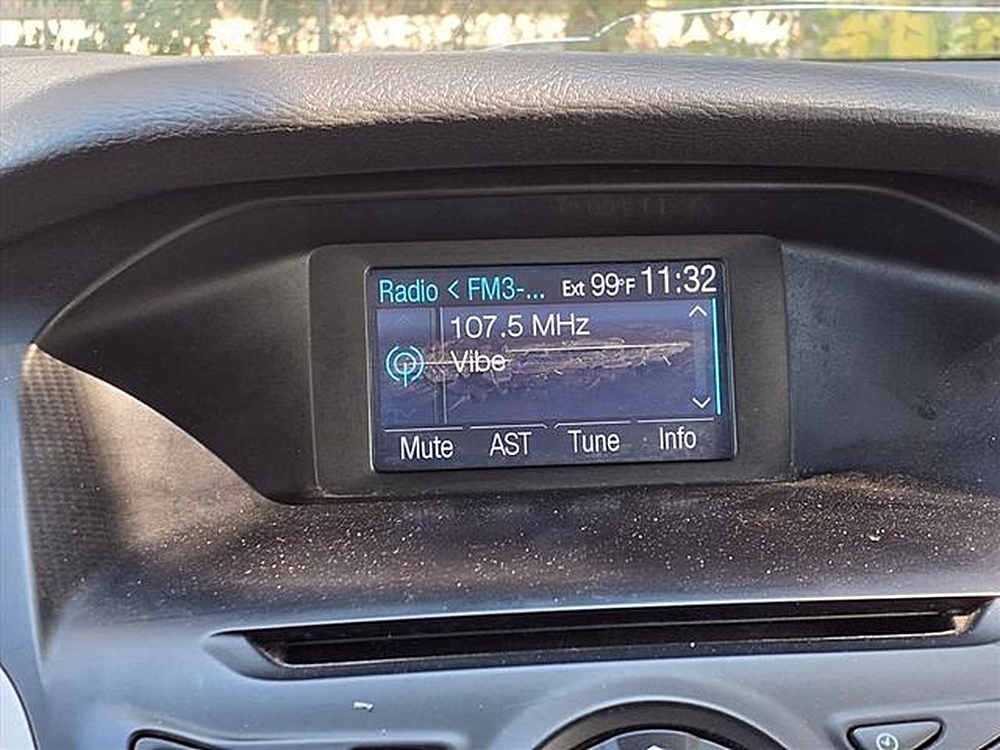 Radio < FM3-... Ext 99°F 11:32
107.5 MHz
Vibe
Mute AST Tune Info